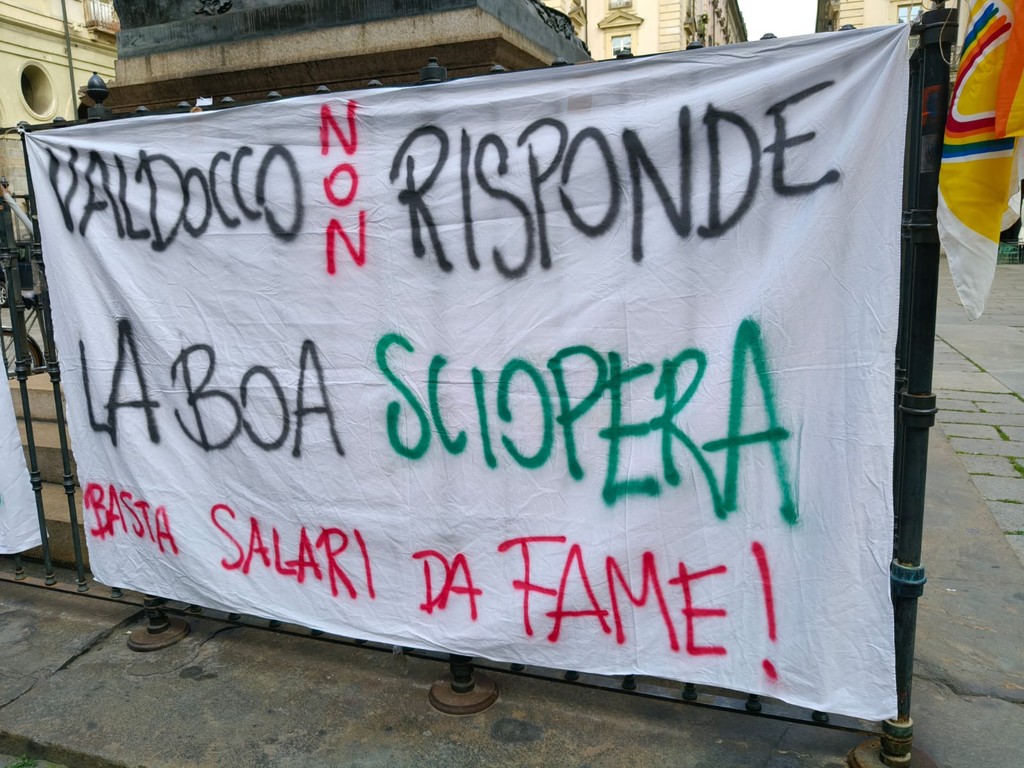 VALDOCCO NON RISPONDE
LA BOA SCIOPERA
BASTA SALARI DA FAME!